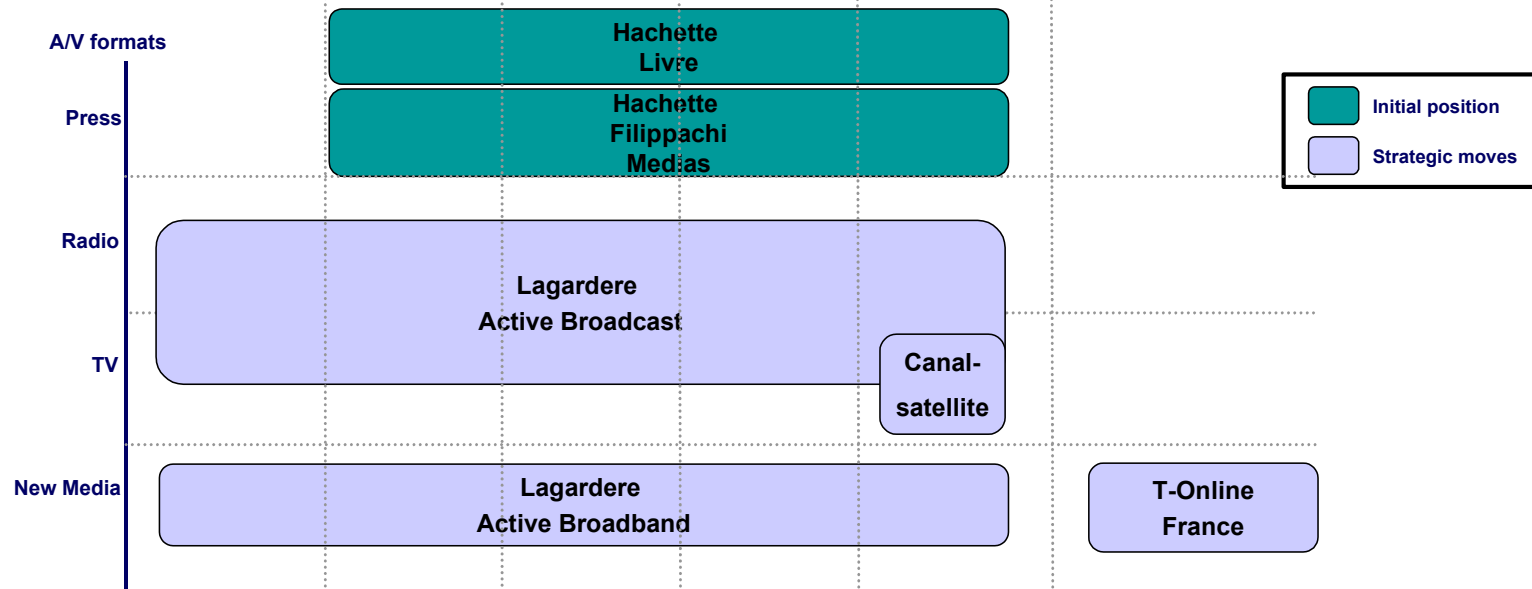 A/V formats
Hachette
Livre
Press
Hachette
Filippachi
Medias
Initial position
Strategic moves
Radio
Lagardere
Active Broadcast
TV
Canal-
satellite
New Media
Lagardere
Active Broadband
T-Online
France